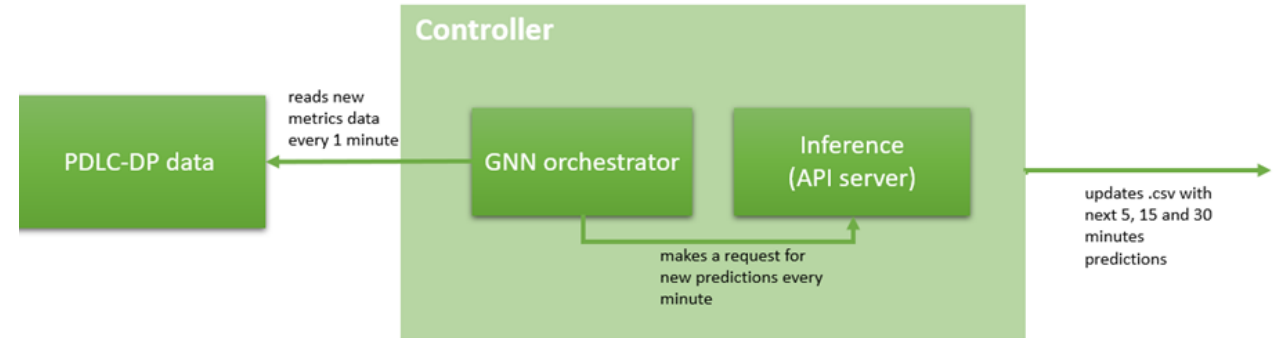 Controller
reads new
metrics data
every 1 minute
PDLC-DP data
GNN orchestrator
Inference
(API server)
makes a request for
new predictions every
minute
updates .csv with
next 5, 15 and 30
minutes
predictions